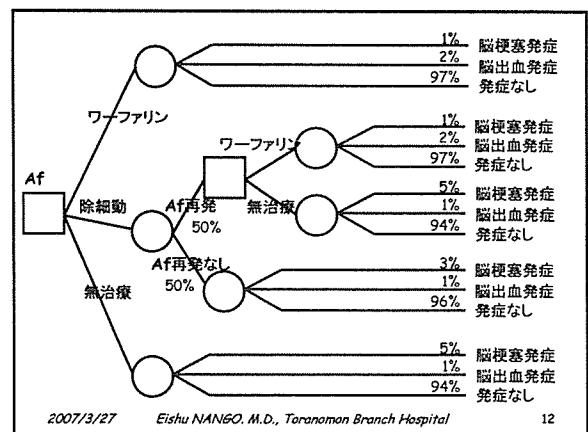 1% 脳梗塞発症
2% 脳出血発症
97% 発症なし
ワーファリン
1% 脳梗塞発症
ワーファリン 2% 脳出血発症
97% 発症なし
Af
除細動
Af再発
50%
無治療
5% 脳梗塞発症
1% 脳出血発症
94% 発症なし
Af再発なし
50%
3% 脳梗塞発症
1% 脳出血発症
96% 発症なし
無治療
5% 脳梗塞発症
1% 脳出血発症
94% 発症なし
2007/3/27 Eishu NANGO. M.D., Toranomon Branch Hospital 12